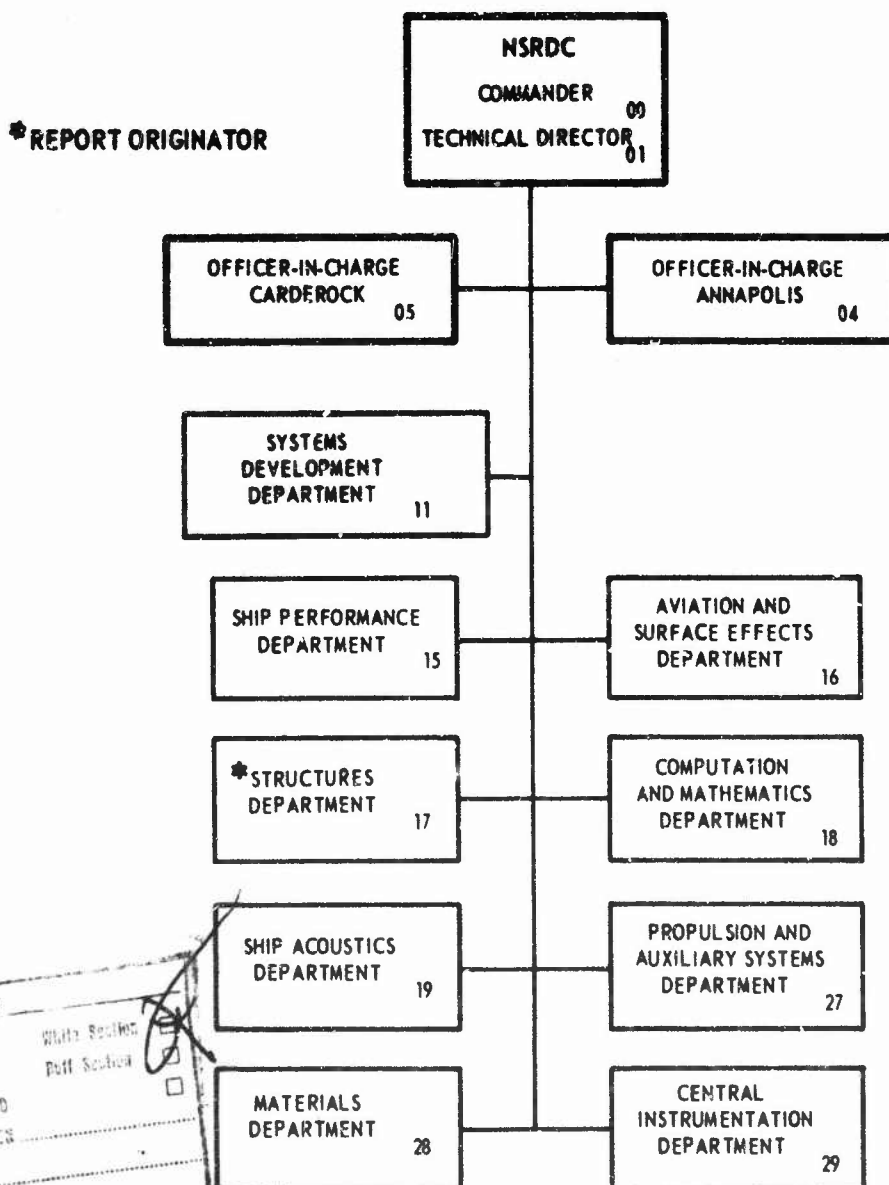 NSRDC
COMMANDER
00
TECHNICAL DIRECTOR
01
*REPORT ORIGINATOR
OFFICER-IN-CHARGE
CARDEROCK
05
OFFICER-IN-CHARGE
ANNAPOLIS
04
SYSTEMS
DEVELOPMENT
DEPARTMENT
11
SHIP PERFORMANCE
DEPARTMENT
15
AVIATION AND
SURFACE EFFECTS
DEPARTMENT
16
*STRUCTURES
DEPARTMENT
17
COMPUTATION
AND MATHEMATICS
DEPARTMENT
18
SHIP ACOUSTICS
DEPARTMENT
19
PROPULSION AND
AUXILIARY SYSTEMS
DEPARTMENT
27
White Section
Buff Section
MATERIALS
DEPARTMENT
28
CENTRAL
INSTRUMENTATION
DEPARTMENT
29